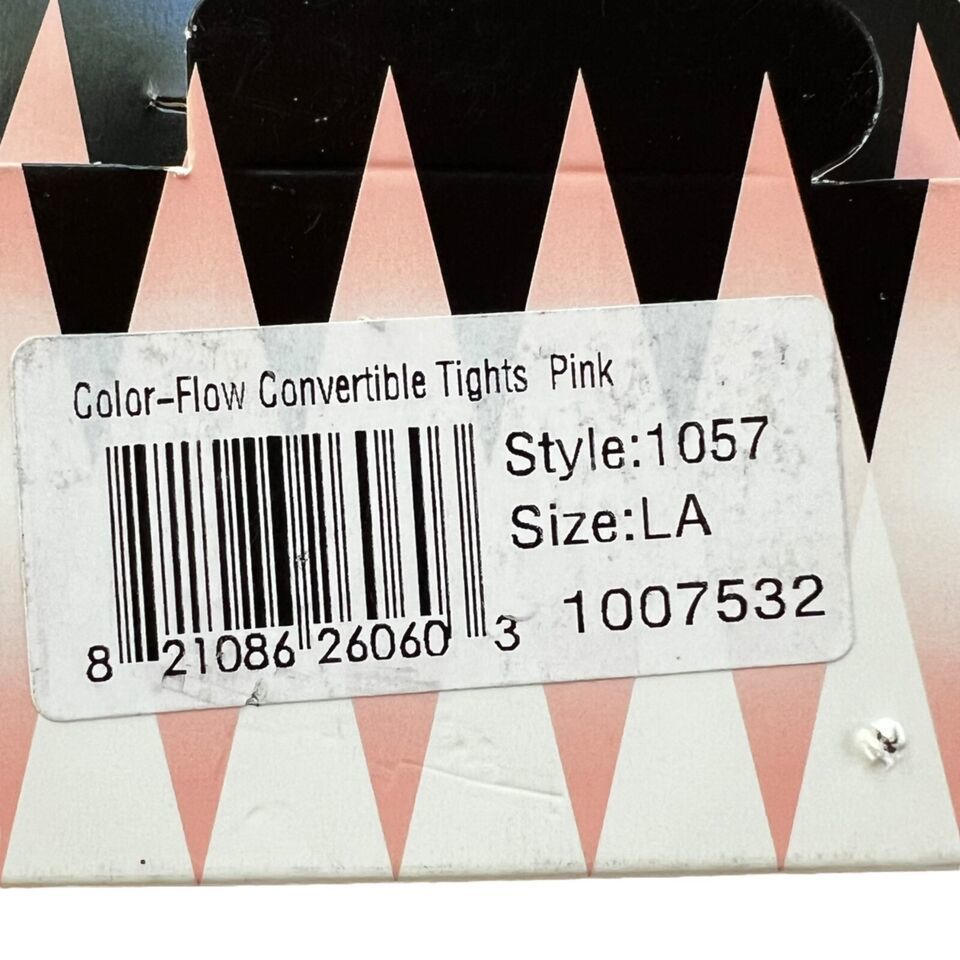 Color-Flow Convertible Tights Pink
Style:1057
Size:LA
1007532
8 21086 26060 3